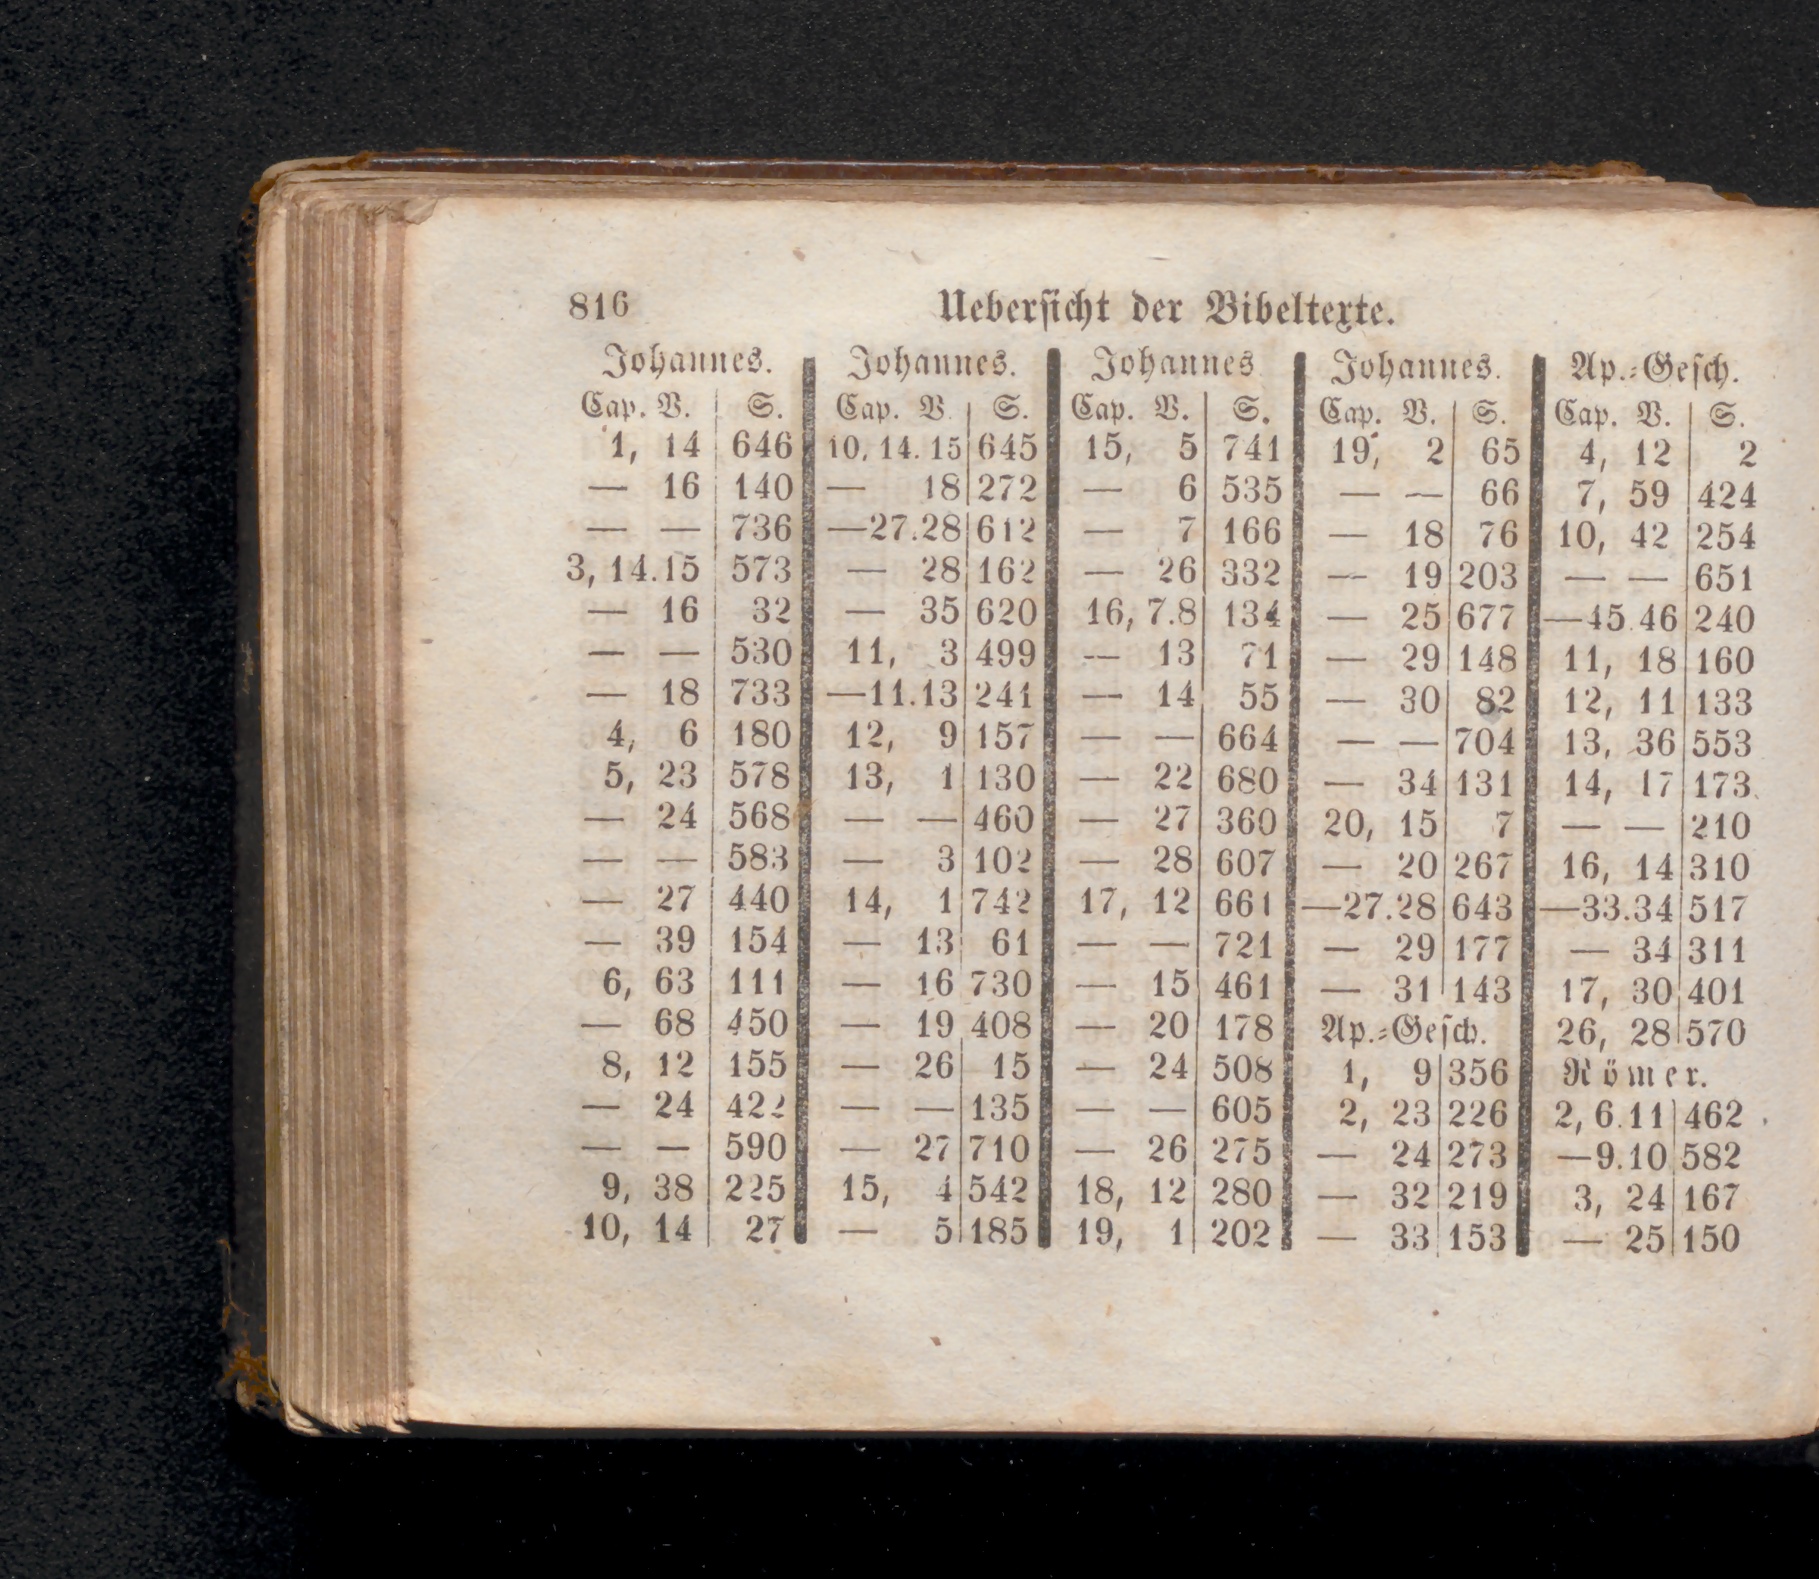 816
Uebersicht der Bibeltexte.
Johannes.
Cap. V. S.
1, 14 646
— 16 140
— — 736
3, 14.15 573
— 16 32
— — 530
— 18 733
4, 6 180
5, 23 578
— 24 568
— — 583
— 27 440
— 39 154
6, 63 111
— 68 450
8, 12 155
— 24 422
— — 590
9, 38 225
10, 14 27
Johannes.
Cap. V. S.
10, 14. 15 645
— 18 272
—27.28 612
— 28 162
— 35 620
11, 3 499
—11.13 241
12, 9 157
13, 1 130
— — 460
— 3 102
14, 1 742
— 13 61
— 16 730
— 19 408
— 26 15
— — 135
— 27 710
15, 4 542
— 5 185
Johannes
Cap. V. S.
15, 5 741
— 6 535
— 7 166
— 26 332
16, 7.8 134
— 13 71
— 14 55
— — 664
— 22 680
— 27 360
— 28 607
17, 12 661
— — 721
— 15 461
— 20 178
— 24 508
— — 605
— 26 275
18, 12 280
19, 1 202
Johannes.
Cap. V. S.
19, 2 65
— — 66
— 18 76
— 19 203
— 25 677
— 29 148
— 30 82
— — 704
— 34 131
20, 15 7
— 20 267
—27.28 643
— 29 177
— 31 143
Ap.=Gesch.
1, 9 356
2, 23 226
— 24 273
— 32 219
— 33 153
Ap.=Gesch.
Cap. V. S.
4, 12 2
7, 59 424
10, 42 254
— — 651
—45.46 240
11, 18 160
12, 11 133
13, 36 553
14, 17 173
— — 210
16, 14 310
—33.34 517
— 34 311
17, 30 401
26, 28 570
Römer.
2, 6.11 462
—9.10 582
3, 24 167
— 25 150